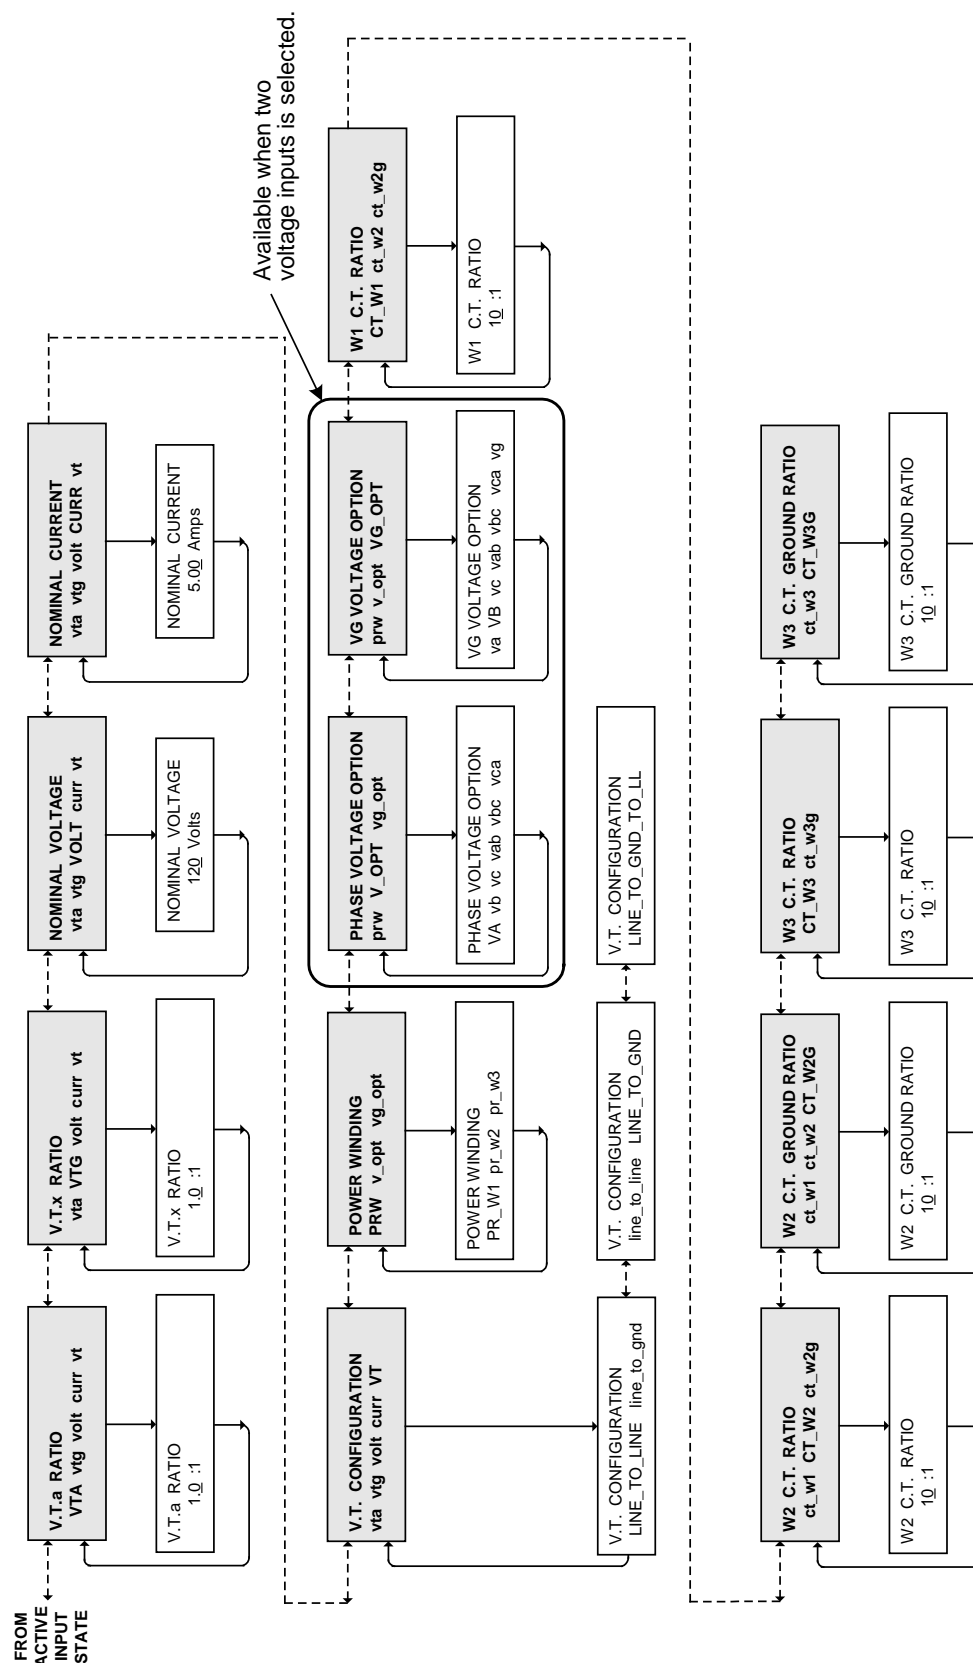 FROM
ACTIVE
INPUT
STATE
V.T.a RATIO
VTA vtg volt curr vt
V.T.a RATIO
1.0 :1
V.T.x RATIO
vta VTG volt curr vt
V.T.x RATIO
1.0 :1
NOMINAL VOLTAGE
vta vtg VOLT curr vt
NOMINAL VOLTAGE
120 Volts
NOMINAL CURRENT
vta vtg volt CURR vt
NOMINAL CURRENT
5.00 Amps
Available when two
voltage inputs is selected.
V.T. CONFIGURATION
vta vtg volt curr VT
V.T. CONFIGURATION
LINE_TO_LINE line_to_gnd
V.T. CONFIGURATION
line_to_line LINE_TO_GND
V.T. CONFIGURATION
LINE_TO_GND_TO_LL
POWER WINDING
PRW v_opt vg_opt
POWER WINDING
PR_W1 pr_w2 pr_w3
PHASE VOLTAGE OPTION
prw V_OPT vg_opt
PHASE VOLTAGE OPTION
VA vb vc vab vbc vca
VG VOLTAGE OPTION
prw v_opt VG_OPT
VG VOLTAGE OPTION
va VB vc vab vbc vca vg
W1 C.T. RATIO
CT_W1 ct_w2 ct_w2g
W1 C.T. RATIO
10 :1
W2 C.T. RATIO
ct_w1 CT_W2 ct_w2g
W2 C.T. RATIO
10 :1
W2 C.T. GROUND RATIO
ct_w1 ct_w2 CT_W2G
W2 C.T. GROUND RATIO
10 :1
W3 C.T. RATIO
CT_W3 ct_w3g
W3 C.T. RATIO
10 :1
W3 C.T. GROUND RATIO
ct_w3 CT_W3G
W3 C.T. GROUND RATIO
10 :1